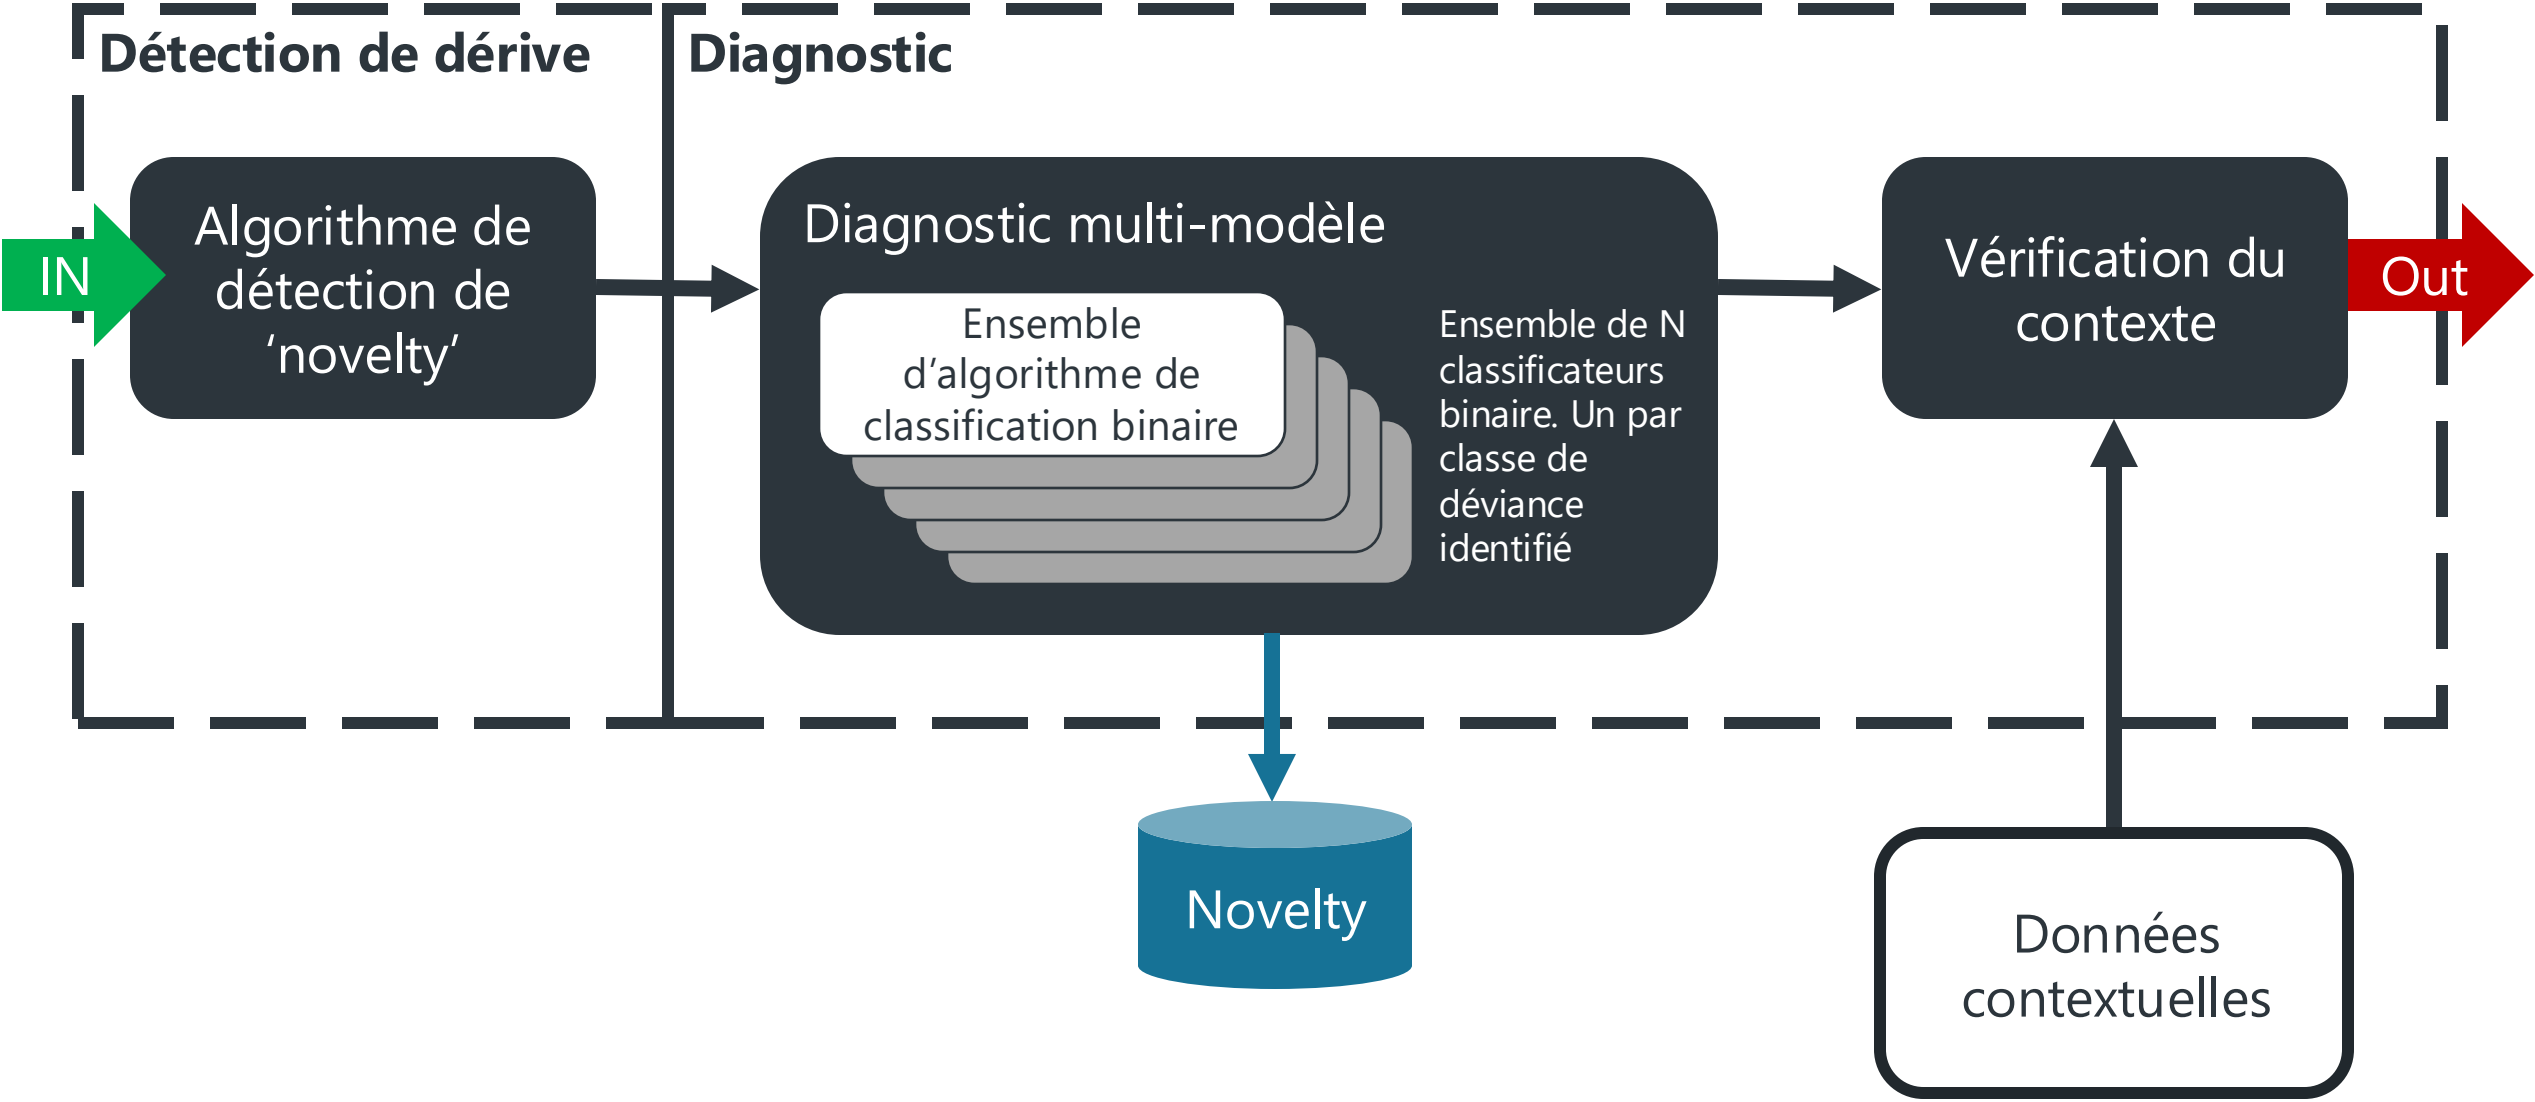 Détection de dérive
Diagnostic
IN
Algorithme de
détection de
‘novelty’
Diagnostic multi-modèle
Ensemble
d’algorithme de
classification binaire
Ensemble de N
classificateurs
binaire. Un par
classe de
déviance
identifié
Vérification du
contexte
Out
Novelty
Données
contextuelles